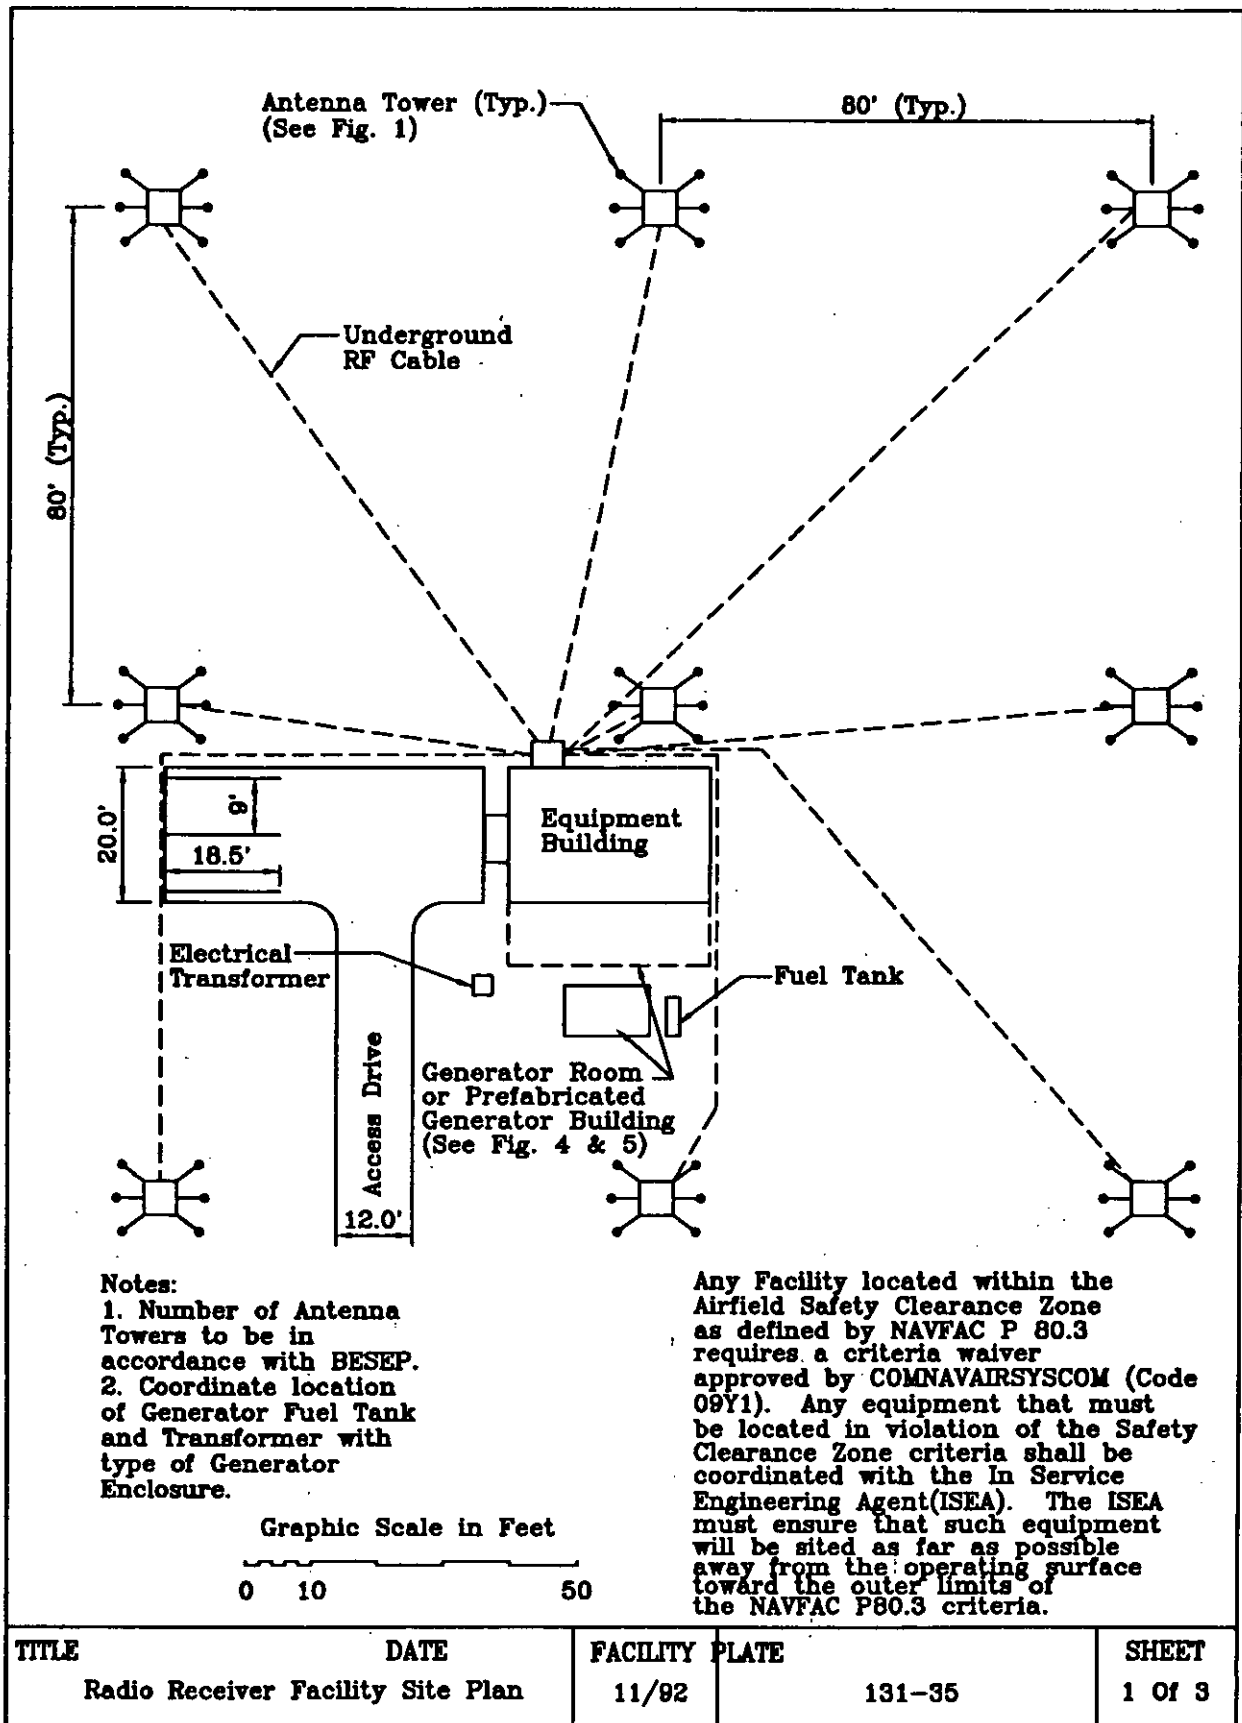 Antenna Tower (Typ.)
(See Fig. 1)
80' (Typ.)
Underground
RF Cable
80' (Typ.)
20.0'
9'
18.5'
Equipment
Building
Electrical
Transformer
Fuel Tank
Access Drive
Generator Room
or Prefabricated
Generator Building
(See Fig. 4 & 5)
12.0'
Notes:
1. Number of Antenna
Towers to be in
accordance with BESEP.
2. Coordinate location
of Generator Fuel Tank
and Transformer with
type of Generator
Enclosure.
Any Facility located within the
Airfield Safety Clearance Zone
as defined by NAVFAC P 80.3
requires a criteria waiver
approved by COMNAVAIRSYSCOM (Code
09Y1). Any equipment that must
be located in violation of the Safety
Clearance Zone criteria shall be
coordinated with the In Service
Engineering Agent(ISEA). The ISEA
must ensure that such equipment
will be sited as far as possible
away from the operating surface
toward the outer limits of
the NAVFAC P80.3 criteria.
Graphic Scale in Feet
0 10 50
TITLE DATE FACILITY PLATE SHEET
Radio Receiver Facility Site Plan 11/92 131-35 1 Of 3